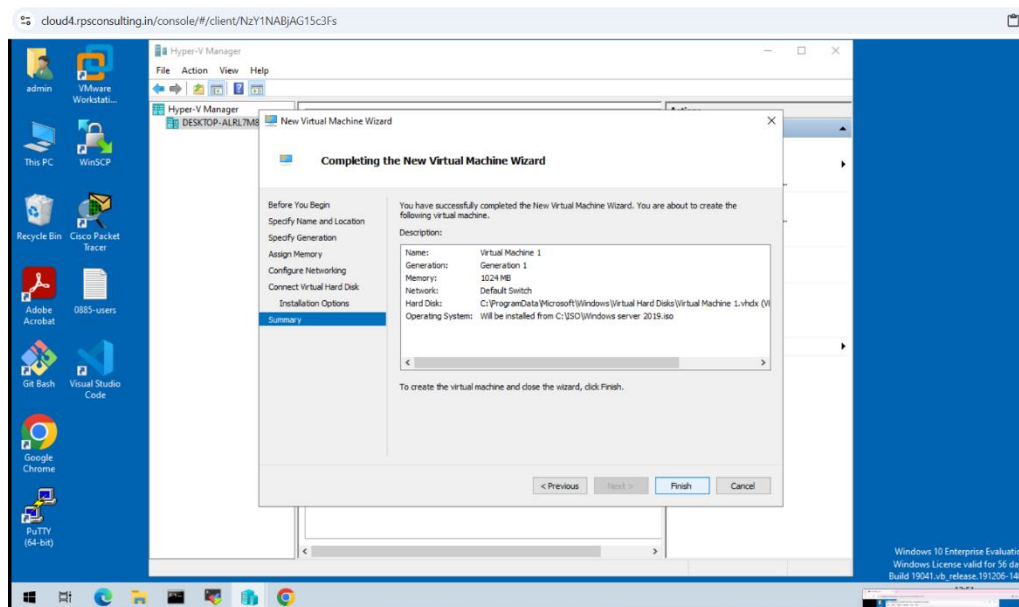 cloud4.rpsconsulting.in/console/#/client/NzY1NABjAG15c3Fs
Hyper-V Manager
File Action View Help
Hyper-V Manager
DESKTOP-ALRL7M8
New Virtual Machine Wizard
Completing the New Virtual Machine Wizard
Before You Begin
Specify Name and Location
Specify Generation
Assign Memory
Configure Networking
Connect Virtual Hard Disk
Installation Options
Summary
You have successfully completed the New Virtual Machine Wizard. You are about to create the
following virtual machine.
Description:
Name: Virtual Machine 1
Generation: Generation 1
Memory: 1024 MB
Network: Default Switch
Hard Disk: C:\ProgramData\Microsoft\Windows\Virtual Hard Disks\Virtual Machine 1.vhdx (VI
Operating System: Will be installed from C:\ISO\Windows server 2019.iso
To create the virtual machine and close the wizard, click Finish.
< Previous Next > Finish Cancel
admin
VMware
Workstati...
This PC
WinSCP
Recycle Bin
Cisco Packet
Tracer
Adobe
Acrobat
0885-users
Git Bash
Visual Studio
Code
Google
Chrome
PuTTY
(64-bit)
Windows 10 Enterprise Evaluatio
Windows License valid for 56 da
Build 19041.vb_release.191206-140